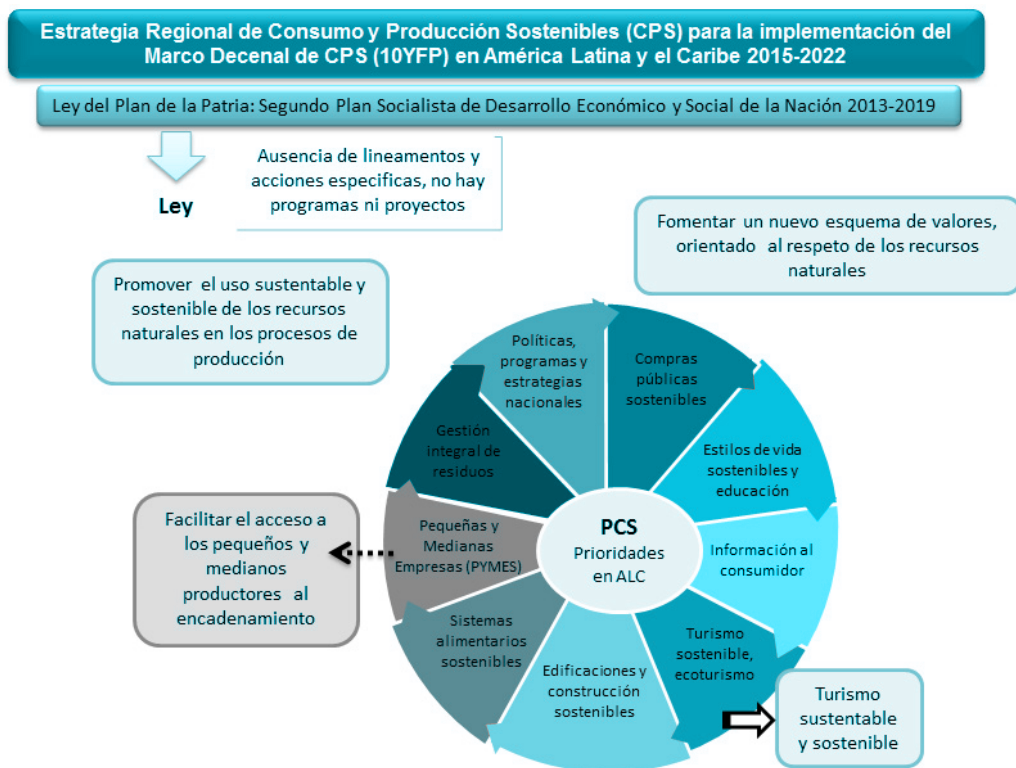 Estrategia Regional de Consumo y Producción Sostenibles (CPS) para la implementación del
Marco Decenal de CPS (10YFP) en América Latina y el Caribe 2015-2022
Ley del Plan de la Patria: Segundo Plan Socialista de Desarrollo Económico y Social de la Nación 2013-2019
Ley
Ausencia de lineamentos y
acciones especificas, no hay
programas ni proyectos
Fomentar un nuevo esquema de valores,
orientado al respeto de los recursos
naturales
Promover el uso sustentable y
sostenible de los recursos
naturales en los procesos de
producción
Políticas,
programas y
estrategias
nacionales
Compras
públicas
sostenibles
Estilos de vida
sostenibles y
educación
Información al
consumidor
Turismo
sostenible,
ecoturismo
Edificaciones y
construcción
sostenibles
Sistemas
alimentarios
sostenibles
Pequeñas y
Medianas
Empresas (PYMES)
Gestión
integral de
residuos
PCS
Prioridades
en ALC
Facilitar el acceso a
los pequeños y
medianos
productores al
encadenamiento
Turismo
sustentable
y sostenible